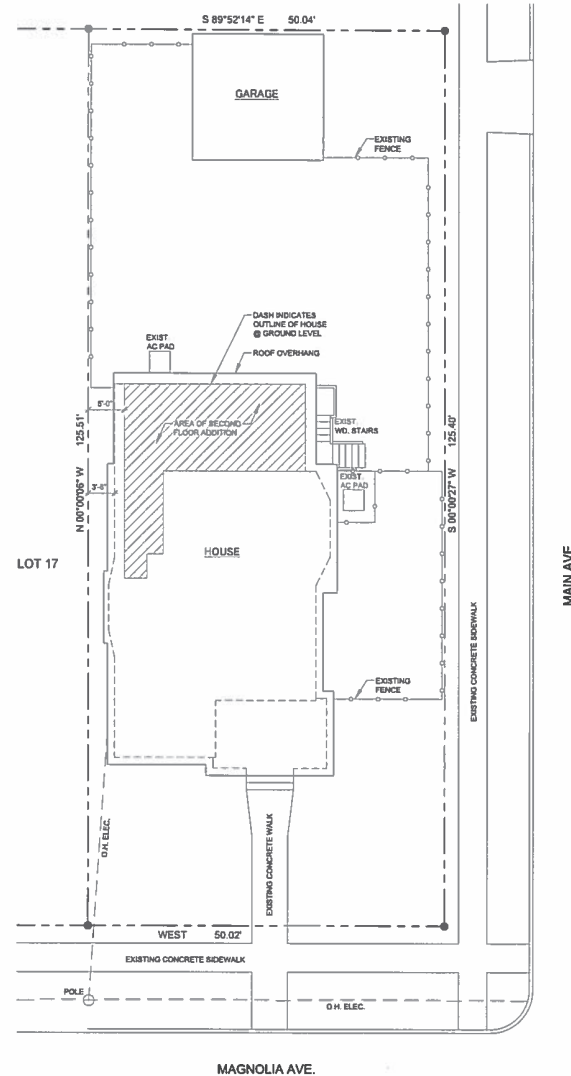 S 89°52'14" E 50.04'
GARAGE
EXISTING
FENCE
DASH INDICATES
OUTLINE OF HOUSE
@ GROUND LEVEL
EXIST
AC PAD
ROOF OVERHANG
5'-0"
AREA OF SECOND
FLOOR ADDITION
EXIST
WD. STAIRS
N 00°00'06" W 125.51'
S 00°00'27" W 125.40'
3'-6"
EXIST
AC PAD
HOUSE
LOT 17
MAIN AVE.
EXISTING CONCRETE SIDEWALK
EXISTING
FENCE
O.H. ELEC.
EXISTING CONCRETE WALK
WEST 50.02'
EXISTING CONCRETE SIDEWALK
POLE
O.H. ELEC.
MAGNOLIA AVE.